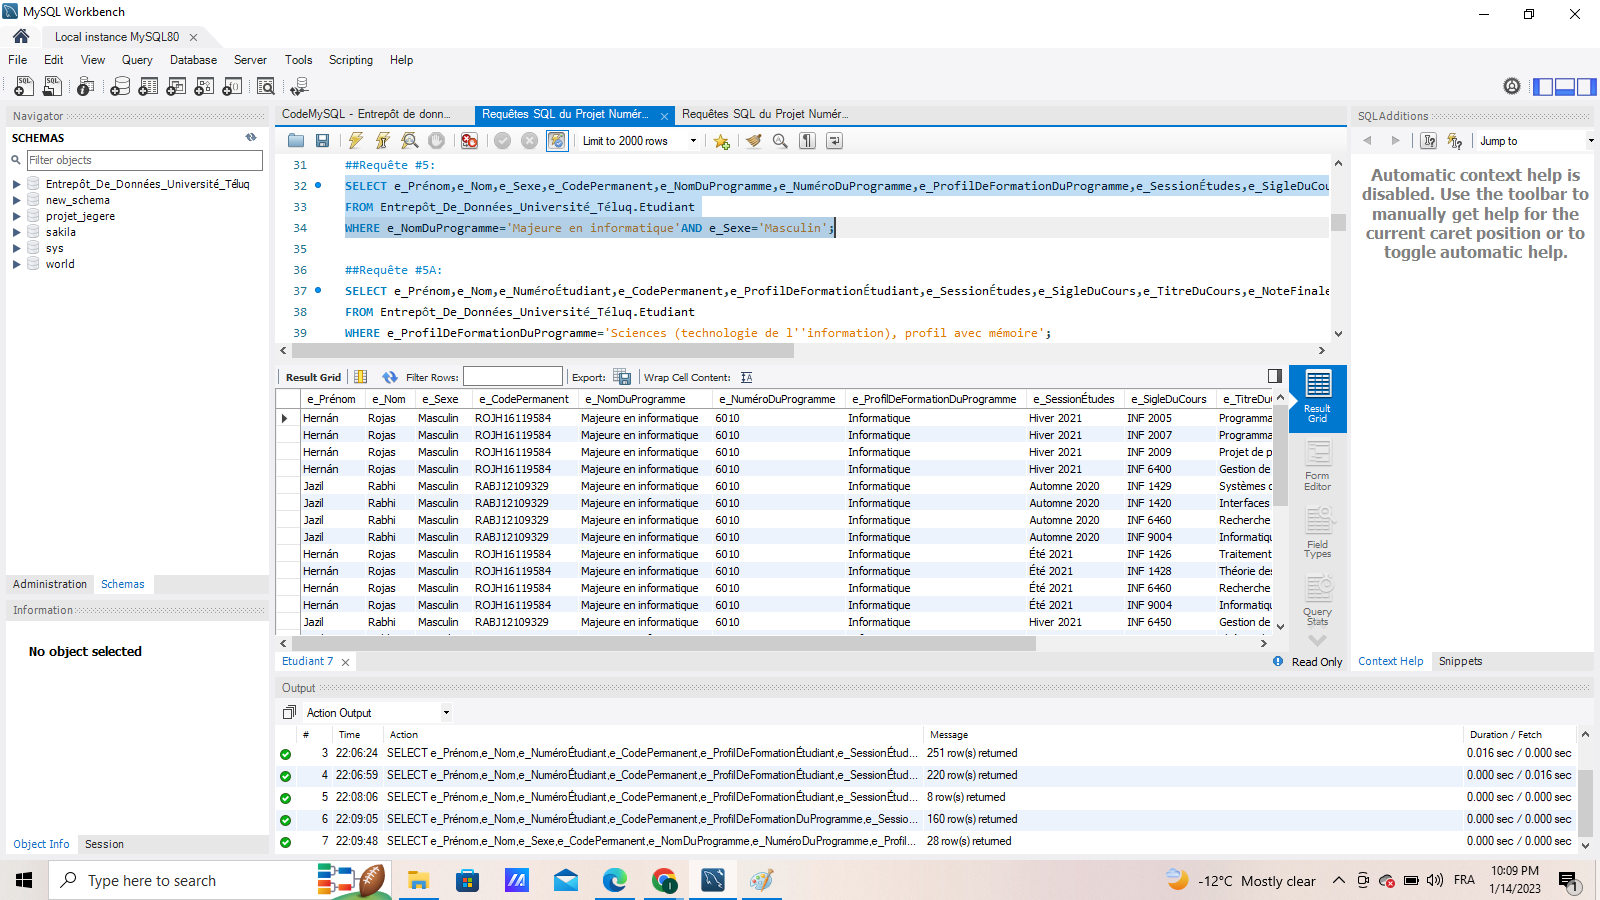 MySQL Workbench
Local instance MySQL80
File Edit View Query Database Server Tools Scripting Help
Navigator
SCHEMAS
Filter objects
Entrepôt_De_Données_Université_Téluq
new_schema
projet_jegere
sakila
sys
world
Administration Schemas
Information
No object selected
Object Info Session
CodeMySQL - Entrepôt de donn... Requêtes SQL du Projet Numér... Requêtes SQL du Projet Numér...
Limit to 2000 rows
31 ##Requête #5:
32 SELECT e_Prénom,e_Nom,e_Sexe,e_CodePermanent,e_NomDuProgramme,e_NuméroDuProgramme,e_ProfilDeFormationDuProgramme,e_SessionÉtudes,e_SigleDuCou
33 FROM Entrepôt_De_Données_Université_Téluq.Etudiant
34 WHERE e_NomDuProgramme='Majeure en informatique'AND e_Sexe='Masculin';
35
36 ##Requête #5A:
37 SELECT e_Prénom,e_Nom,e_NuméroÉtudiant,e_CodePermanent,e_ProfilDeFormationÉtudiant,e_SessionÉtudes,e_SigleDuCours,e_TitreDuCours,e_NoteFinale
38 FROM Entrepôt_De_Données_Université_Téluq.Etudiant
39 WHERE e_ProfilDeFormationDuProgramme='Sciences (technologie de l''information), profil avec mémoire';
Result Grid Filter Rows: Export: Wrap Cell Content:
e_Prénom e_Nom e_Sexe e_CodePermanent e_NomDuProgramme e_NuméroDuProgramme e_ProfilDeFormationDuProgramme e_SessionÉtudes e_SigleDuCours e_TitreDuC
Hernán Rojas Masculin ROJH16119584 Majeure en informatique 6010 Informatique Hiver 2021 INF 2005 Programma
Hernán Rojas Masculin ROJH16119584 Majeure en informatique 6010 Informatique Hiver 2021 INF 2007 Programma
Hernán Rojas Masculin ROJH16119584 Majeure en informatique 6010 Informatique Hiver 2021 INF 2009 Projet de p
Hernán Rojas Masculin ROJH16119584 Majeure en informatique 6010 Informatique Hiver 2021 INF 6400 Gestion de
Jazil Rabhi Masculin RABJ12109329 Majeure en informatique 6010 Informatique Automne 2020 INF 1429 Systèmes
Jazil Rabhi Masculin RABJ12109329 Majeure en informatique 6010 Informatique Automne 2020 INF 1420 Interfaces
Jazil Rabhi Masculin RABJ12109329 Majeure en informatique 6010 Informatique Automne 2020 INF 6460 Recherche
Jazil Rabhi Masculin RABJ12109329 Majeure en informatique 6010 Informatique Automne 2020 INF 9004 Informatiq
Hernán Rojas Masculin ROJH16119584 Majeure en informatique 6010 Informatique Été 2021 INF 1426 Traitement
Hernán Rojas Masculin ROJH16119584 Majeure en informatique 6010 Informatique Été 2021 INF 1428 Théorie de
Hernán Rojas Masculin ROJH16119584 Majeure en informatique 6010 Informatique Été 2021 INF 6460 Recherche
Hernán Rojas Masculin ROJH16119584 Majeure en informatique 6010 Informatique Été 2021 INF 9004 Informatiq
Jazil Rabhi Masculin RABJ12109329 Majeure en informatique 6010 Informatique Hiver 2021 INF 6450 Gestion de
Result Grid
Form Editor
Field Types
Query Stats
Etudiant 7
Read Only
SQLAdditions
Jump to
Automatic context help is
disabled. Use the toolbar to
manually get help for the
current caret position or to
toggle automatic help.
Context Help Snippets
Output
Action Output
# Time Action Message Duration / Fetch
3 22:06:24 SELECT e_Prénom,e_Nom,e_NuméroÉtudiant,e_CodePermanent,e_ProfilDeFormationÉtudiant,e_SessionÉtud... 251 row(s) returned 0.016 sec / 0.000 sec
4 22:06:59 SELECT e_Prénom,e_Nom,e_NuméroÉtudiant,e_CodePermanent,e_ProfilDeFormationÉtudiant,e_SessionÉtud... 220 row(s) returned 0.000 sec / 0.016 sec
5 22:08:06 SELECT e_Prénom,e_Nom,e_NuméroÉtudiant,e_CodePermanent,e_ProfilDeFormationÉtudiant,e_SessionÉtud... 8 row(s) returned 0.000 sec / 0.000 sec
6 22:09:05 SELECT e_Prénom,e_Nom,e_NuméroÉtudiant,e_CodePermanent,e_ProfilDeFormationDuProgramme,e_Sessio... 160 row(s) returned 0.000 sec / 0.000 sec
7 22:09:48 SELECT e_Prénom,e_Nom,e_Sexe,e_CodePermanent,e_NomDuProgramme,e_NuméroDuProgramme,e_Profil... 28 row(s) returned 0.000 sec / 0.000 sec
Type here to search
-12°C Mostly clear
FRA
10:09 PM
1/14/2023
1